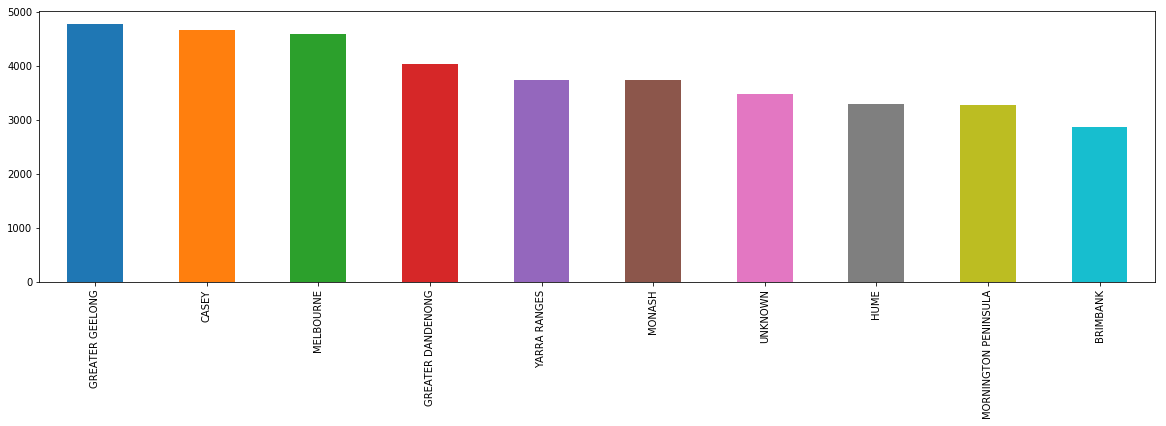 5000
4000
3000
2000
1000
0
GREATER GEELONG
CASEY
MELBOURNE
GREATER DANDENONG
YARRA RANGES
MONASH
UNKNOWN
HUME
MORNINGTON PENINSULA
BRIMBANK